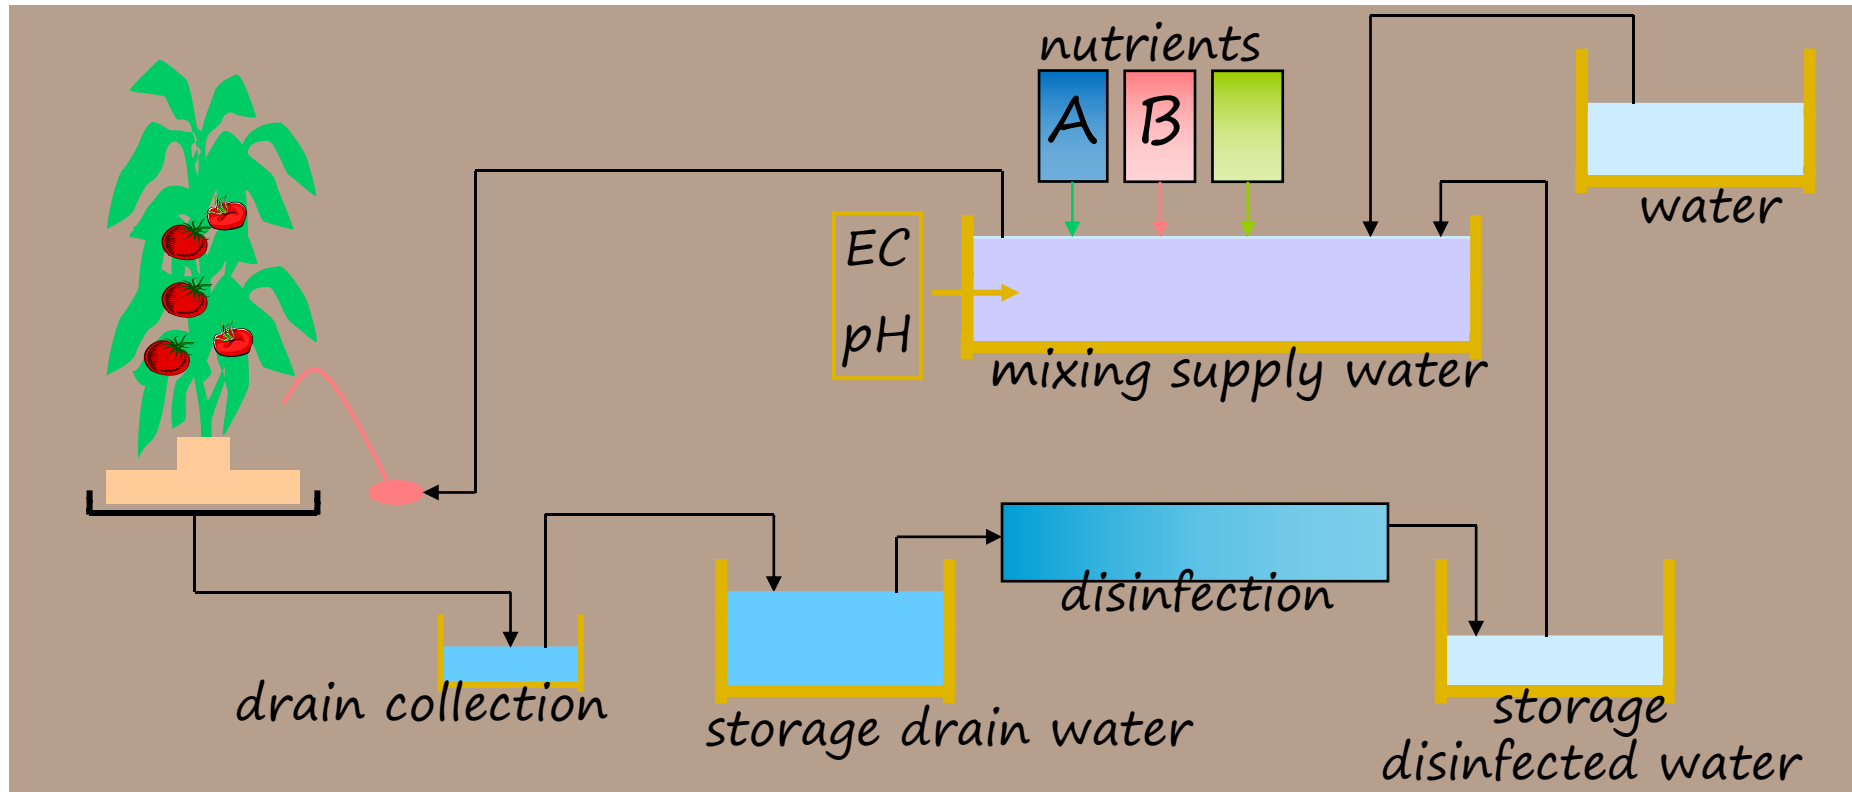 nutrients
A
B
water
EC
pH
mixing supply water
disinfection
drain collection
storage drain water
storage
disinfected water